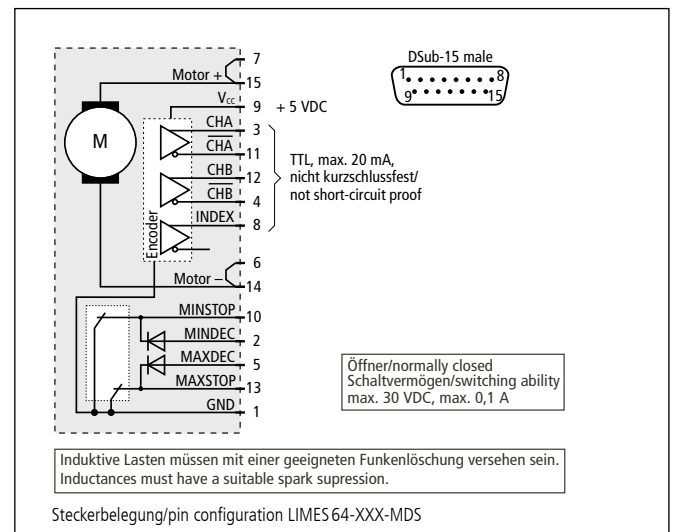 7
Motor +
15
DSub-15 male
1
8
9
15
Vcc
9
+ 5 VDC
CHA
3
CHA
11
CHB
12
CHB
4
INDEX
8
TTL, max. 20 mA,
nicht kurzschlussfest/
not short-circuit proof
M
Encoder
6
Motor –
14
MINSTOP
10
MINDEC
2
MAXDEC
5
MAXSTOP
13
GND
1
Öffner/normally closed
Schaltvermögen/switching ability
max. 30 VDC, max. 0,1 A
Induktive Lasten müssen mit einer geeigneten Funkenlöschung versehen sein.
Inductances must have a suitable spark supression.
Steckerbelegung/pin configuration LIMES 64-XXX-MDS